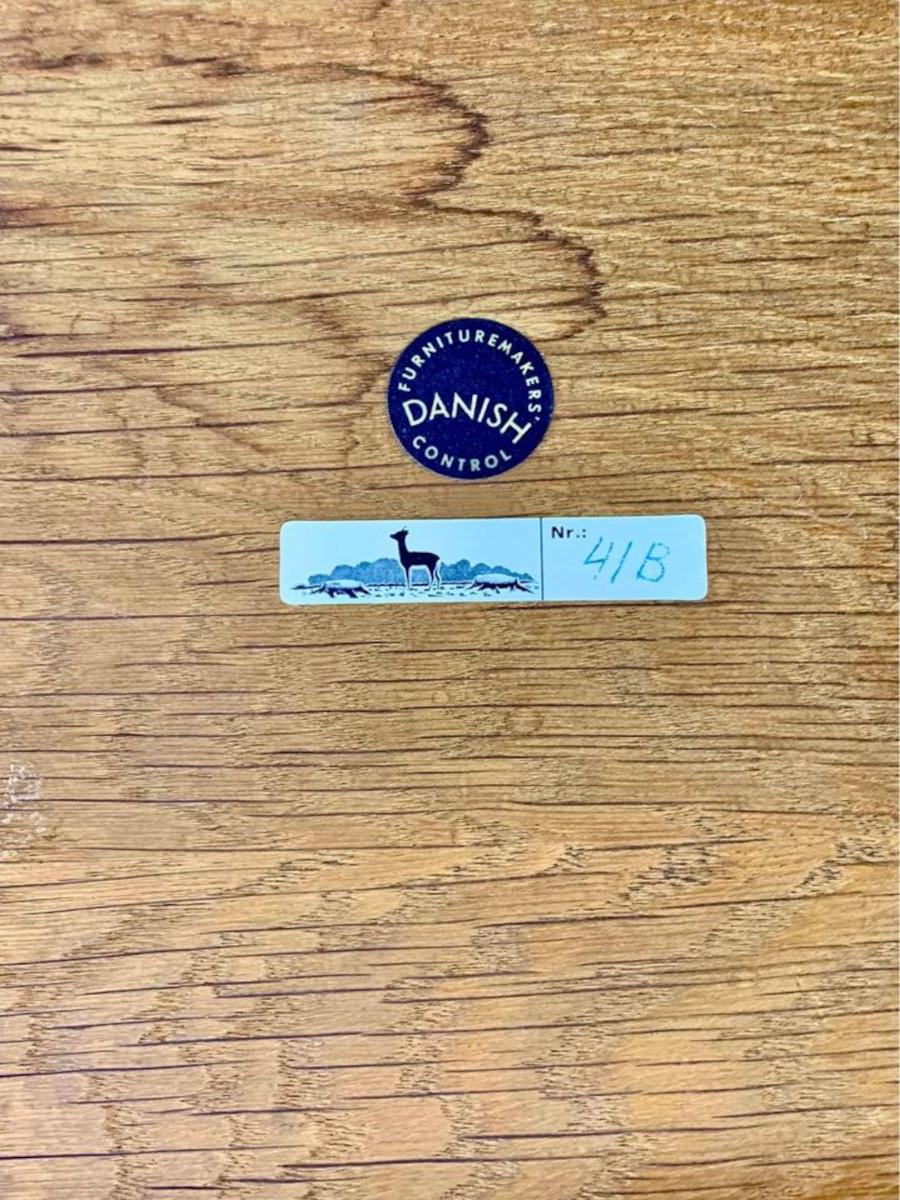 FURNITUREMAKERS'
DANISH
CONTROL
Nr.: 41B